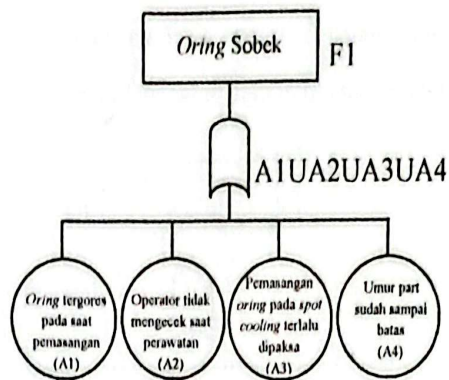 Oring Sobek
F1
A1UA2UA3UA4
Oring tergores
pada saat
pemasangan
(A1)
Operator tidak
mengecek saat
perawatan
(A2)
Pemasangan
oring pada spot
cooling terlalu
dipaksa
(A3)
Umur part
sudah sampai
batas
(A4)